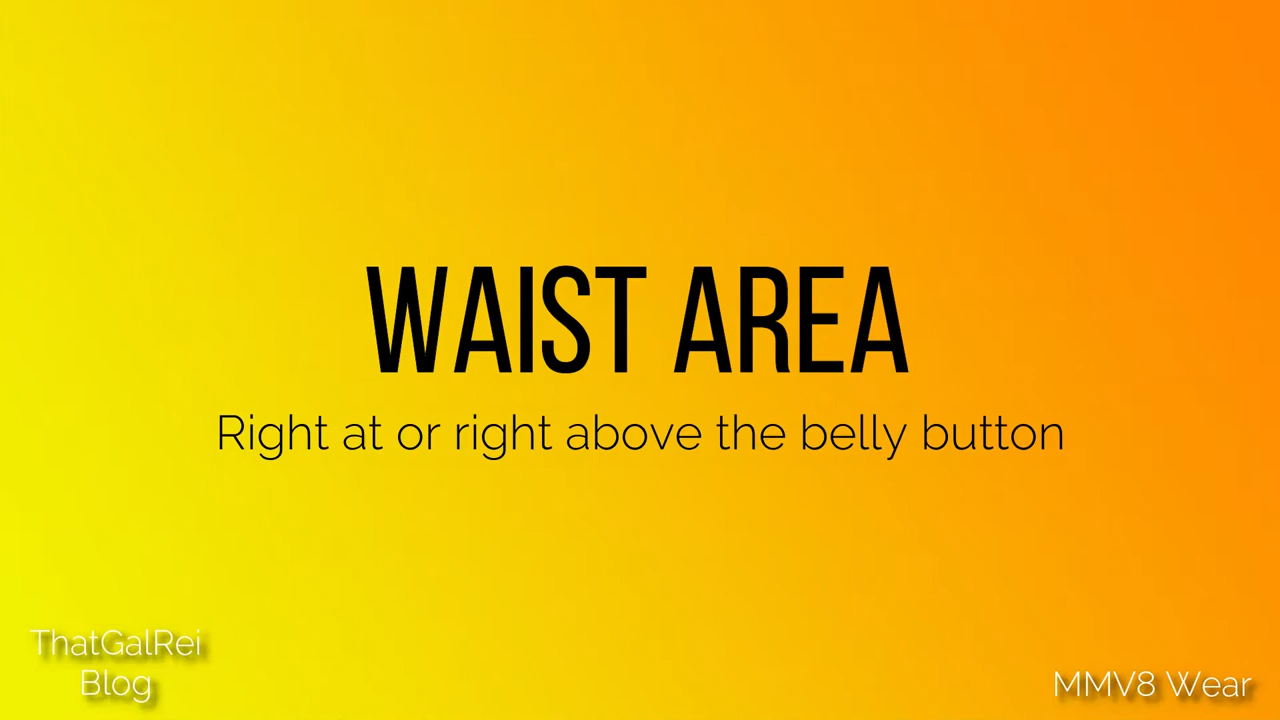 WAIST AREA
Right at or right above the belly button
ThatGalRei
Blog
MMV8 Wear